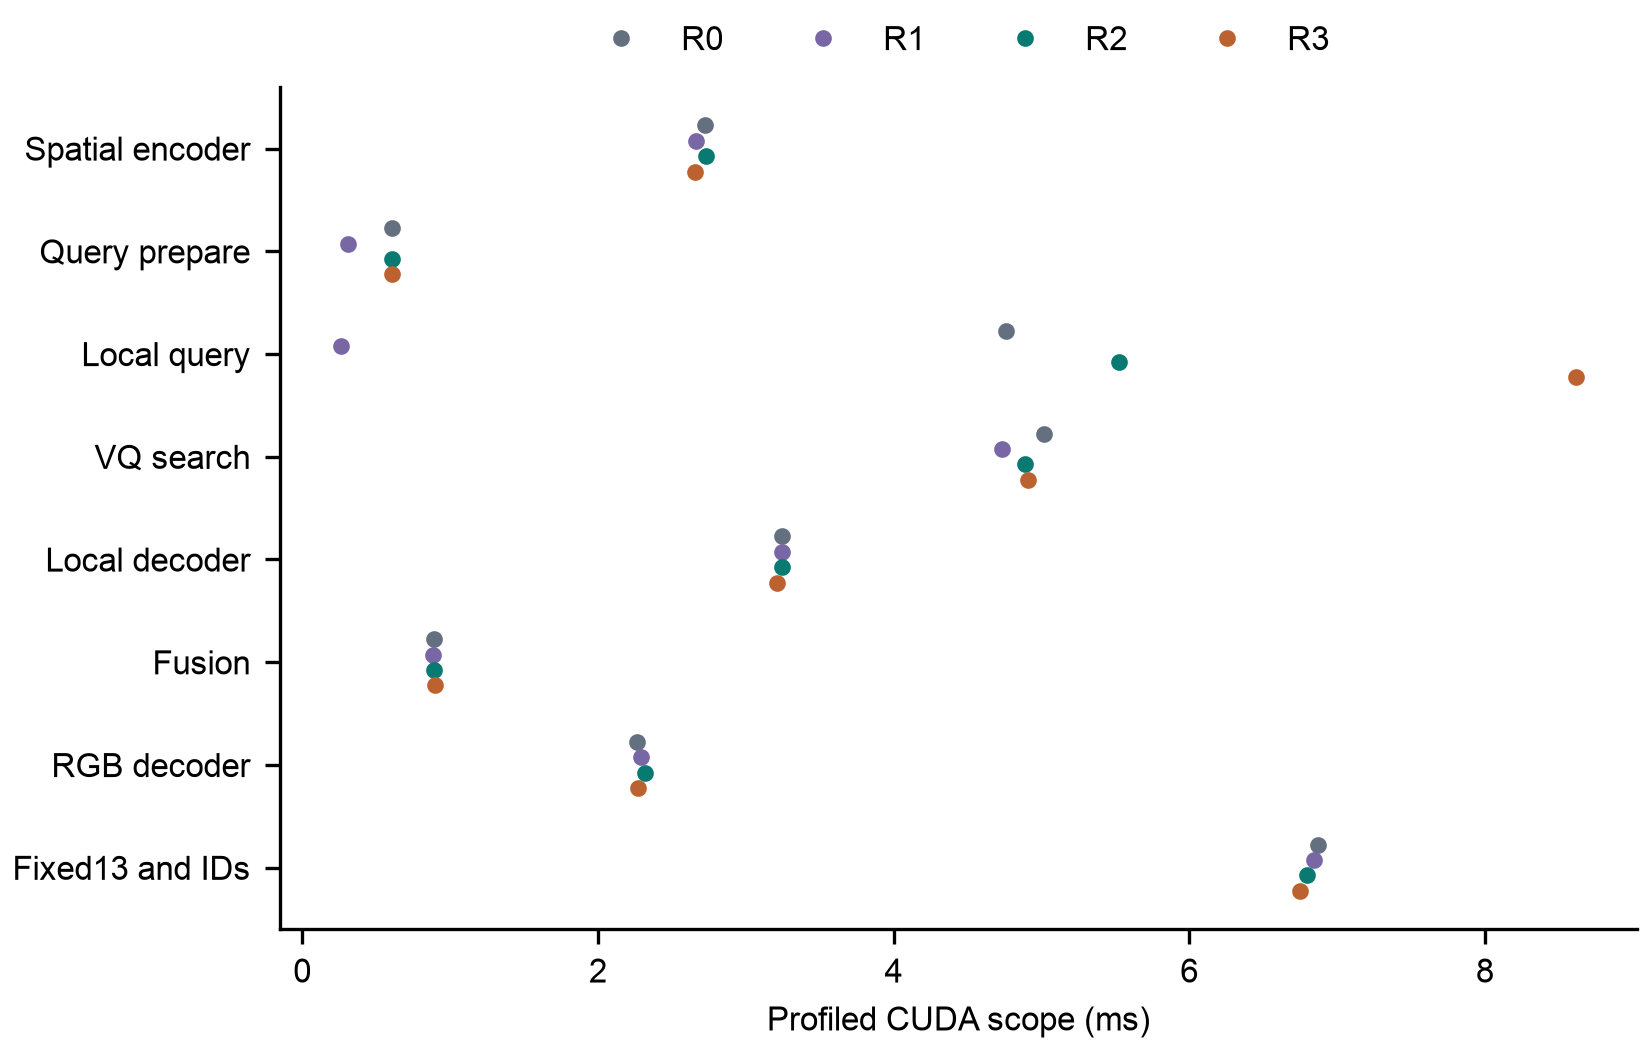 R0 R1 R2 R3
Spatial encoder
Query prepare
Local query
VQ search
Local decoder
Fusion
RGB decoder
Fixed13 and IDs
0 2 4 6 8
Profiled CUDA scope (ms)